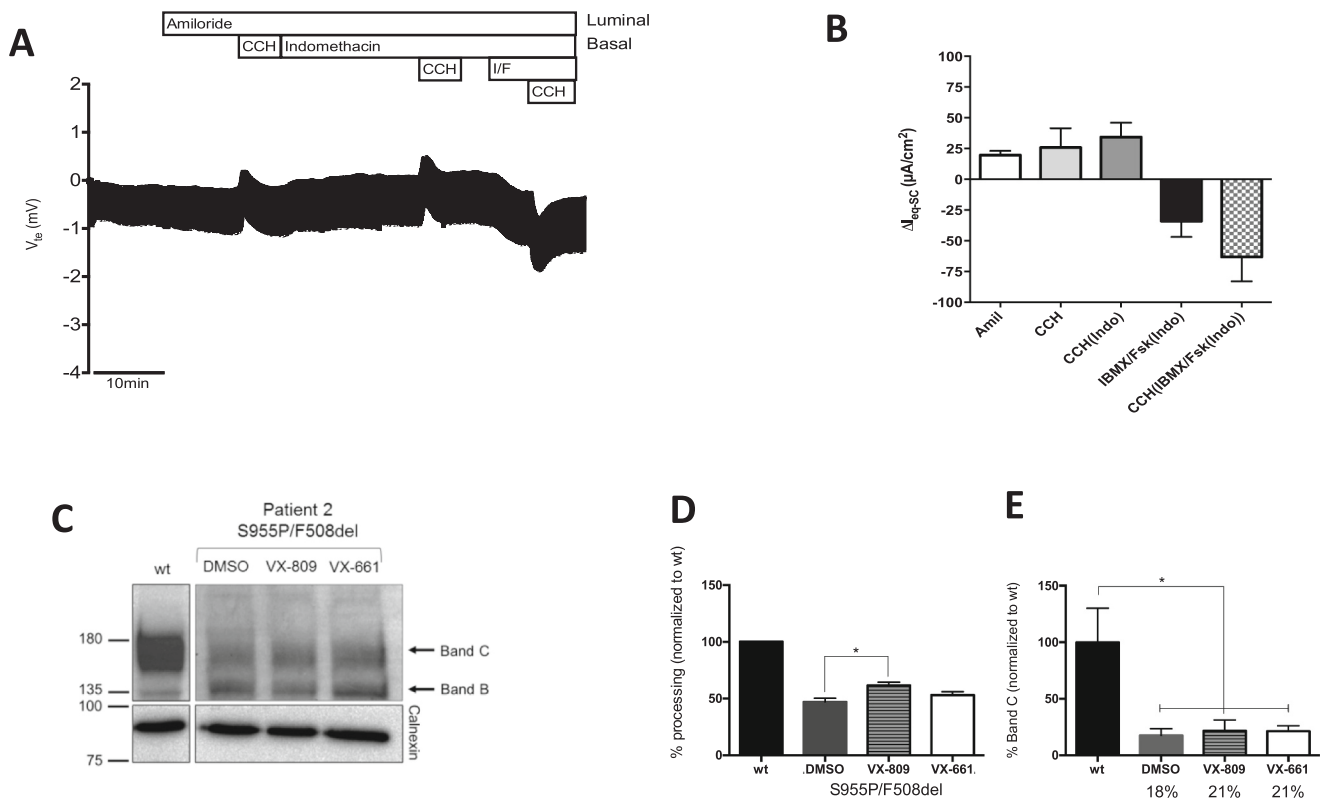 A
Amiloride
Luminal
CCH
Indomethacin
Basal
CCH
I/F
CCH
2
1
0
-1
-2
-3
-4
Vte (mV)
10min
B
100
75
50
25
0
-25
-50
-75
-100
ΔIeq-SC (µA/cm2)
Amil
CCH
CCH(Indo)
IBMX/Fsk(Indo)
CCH(IBMX/Fsk(Indo))
C
Patient 2
S955P/F508del
wt
DMSO
VX-809
VX-661
180
135
100
75
Band C
Band B
Calnexin
D
% processing (normalized to wt)
150
100
50
0
*
wt
.DMSO
VX-809
VX-661.
S955P/F508del
E
% Band C (normalized to wt)
150
100
50
0
*
wt
DMSO
VX-809
VX-661
18%
21%
21%